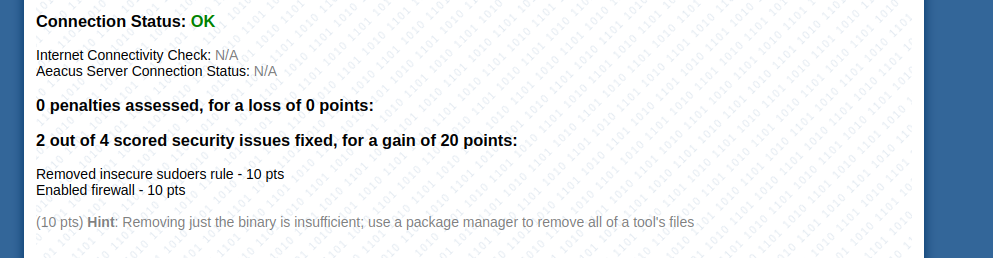 Connection Status: OK
Internet Connectivity Check: N/A
Aeacus Server Connection Status: N/A
0 penalties assessed, for a loss of 0 points:
2 out of 4 scored security issues fixed, for a gain of 20 points:
Removed insecure sudoers rule - 10 pts
Enabled firewall - 10 pts
(10 pts) Hint: Removing just the binary is insufficient; use a package manager to remove all of a tool's files